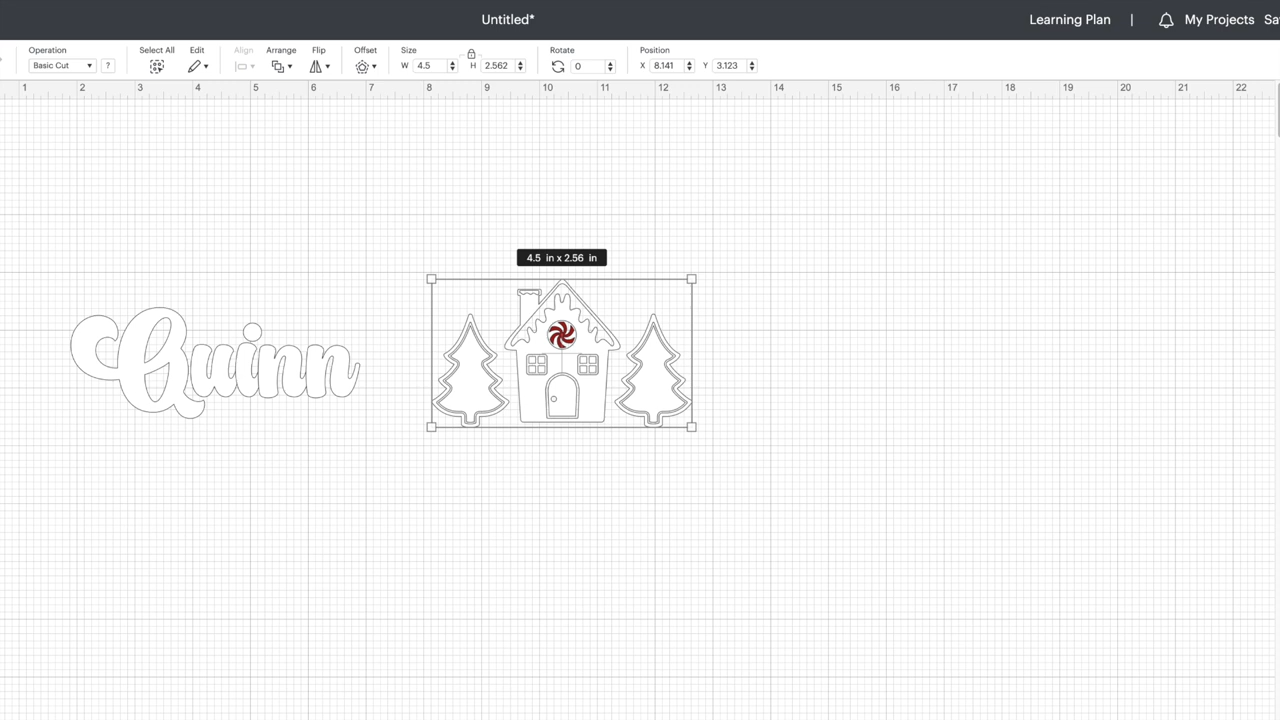 Untitled*
Learning Plan | My Projects Sa
Operation Select All Edit Align Arrange Flip Offset Size Rotate Position
Basic Cut ? W 4.5 H 2.562 0 X 8.141 Y 3.123
1 2 3 4 5 6 7 8 9 10 11 12 13 14 15 16 17 18 19 20 21 22
4.5 in x 2.56 in
Quinn